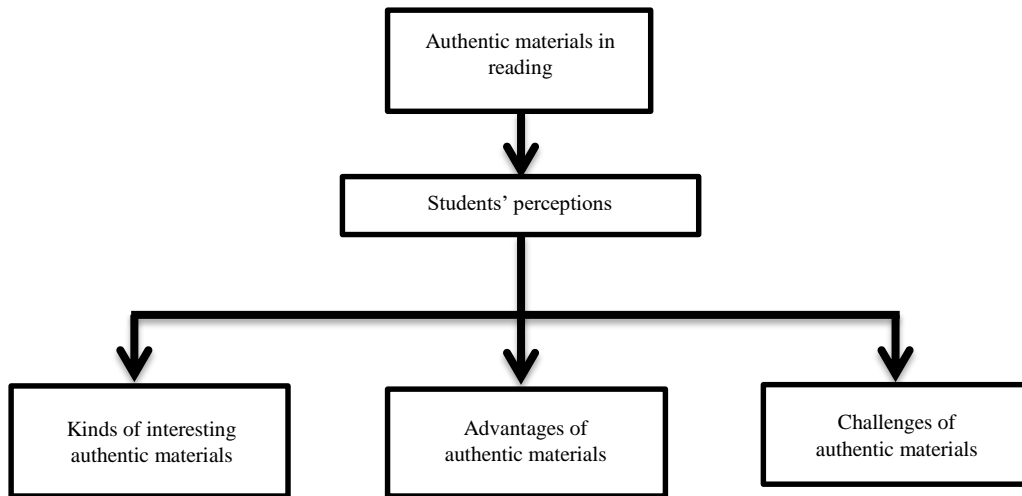 Authentic materials in
reading
Students’ perceptions
Kinds of interesting
authentic materials
Advantages of
authentic materials
Challenges of
authentic materials